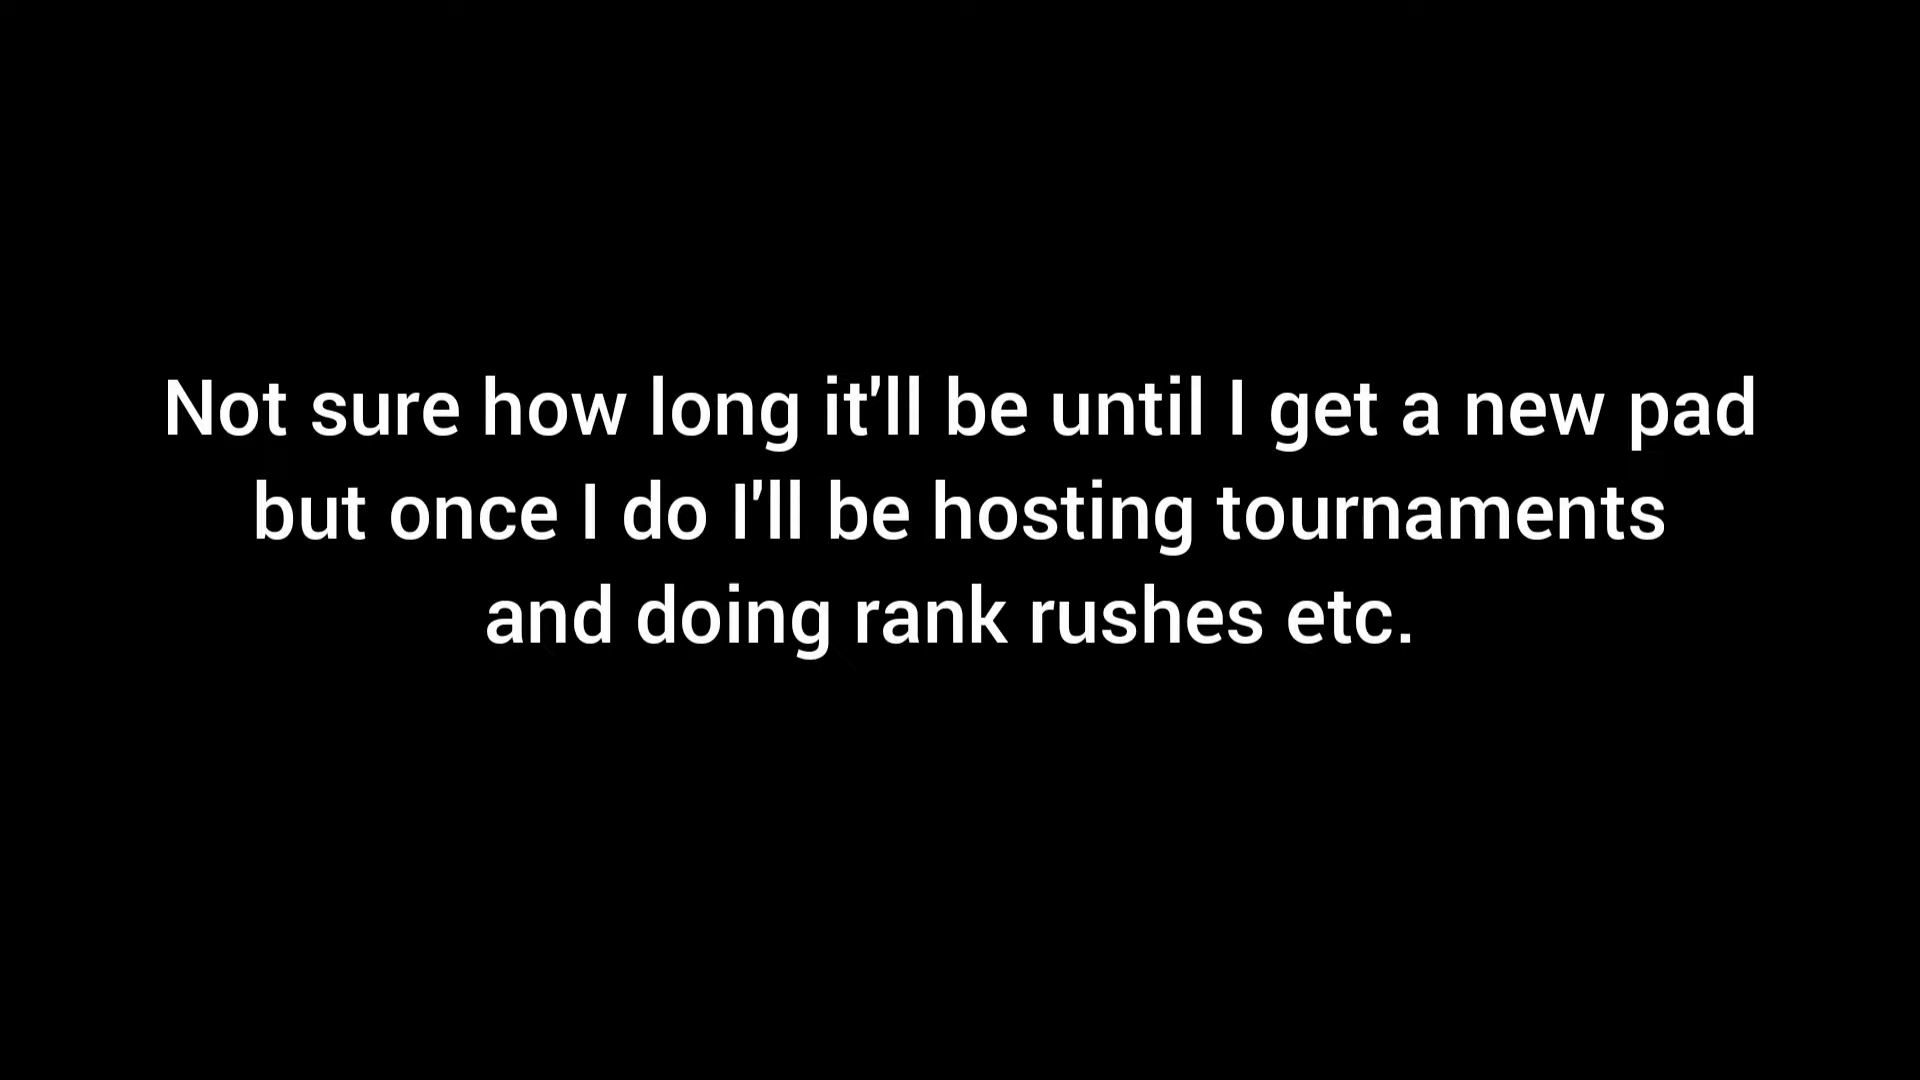 Not sure how long it'll be until I get a new pad
but once I do I'll be hosting tournaments
and doing rank rushes etc.